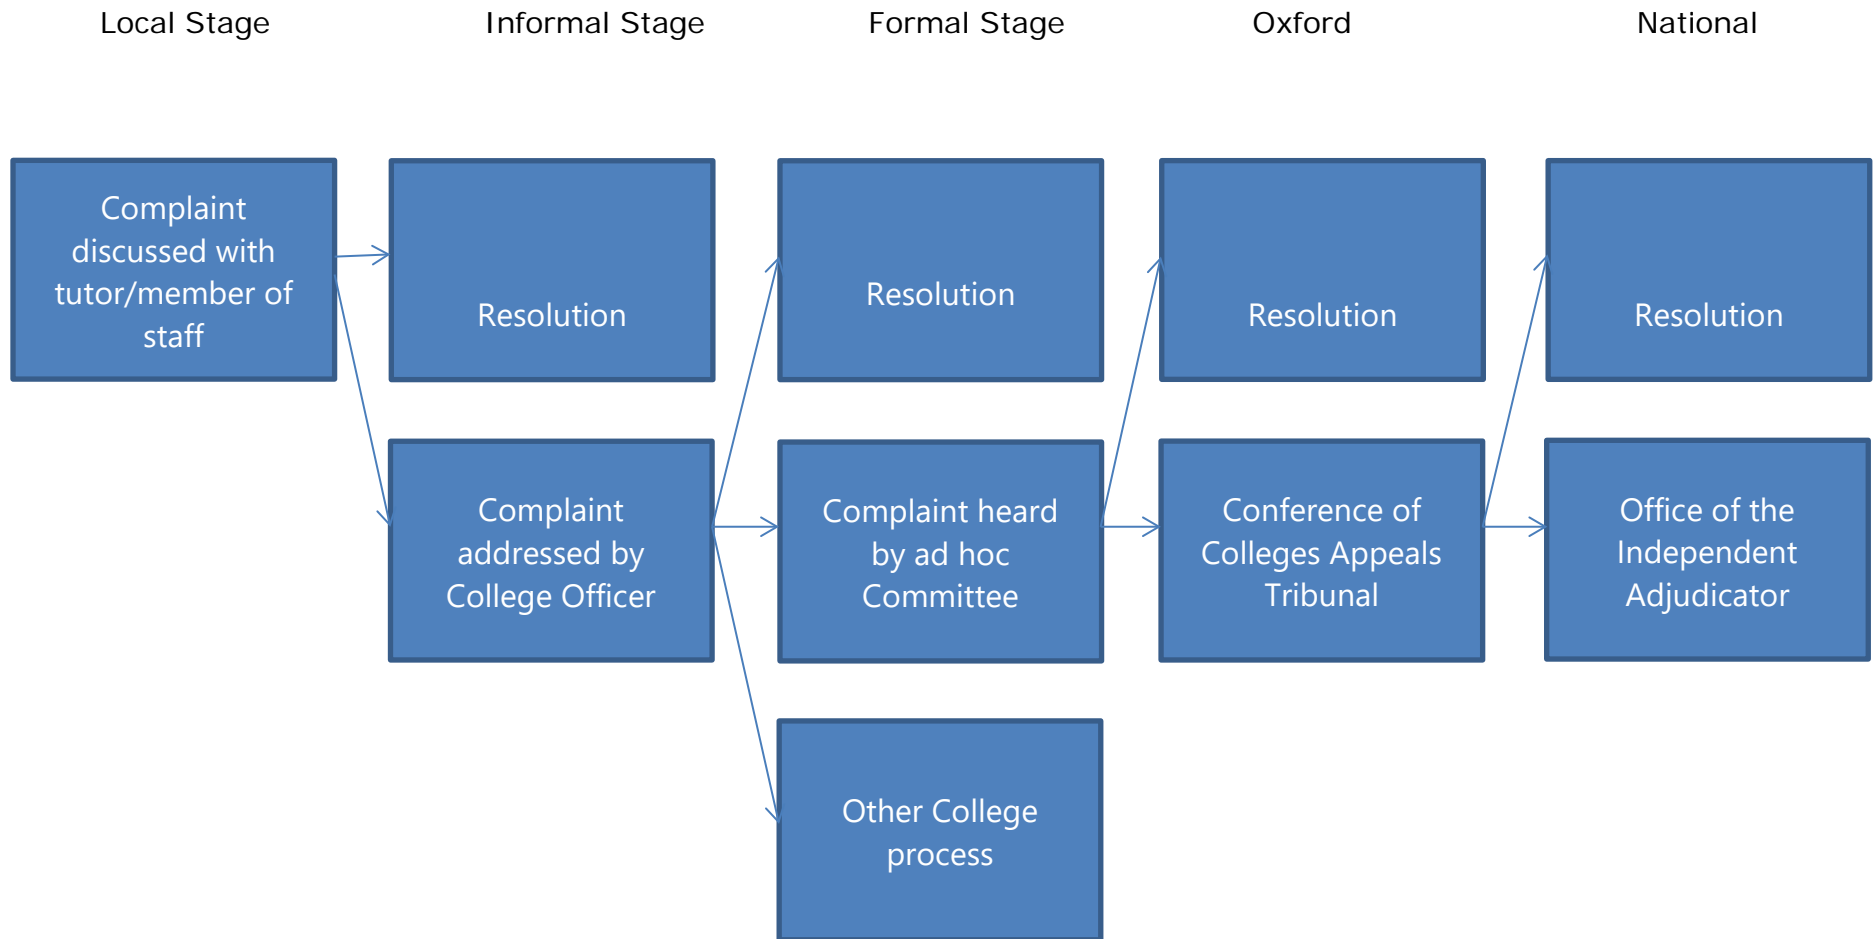 Local Stage
Informal Stage
Formal Stage
Oxford
National
Complaint
discussed with
tutor/member of
staff
Resolution
Resolution
Resolution
Resolution
Complaint
addressed by
College Officer
Complaint heard
by ad hoc
Committee
Conference of
Colleges Appeals
Tribunal
Office of the
Independent
Adjudicator
Other College
process